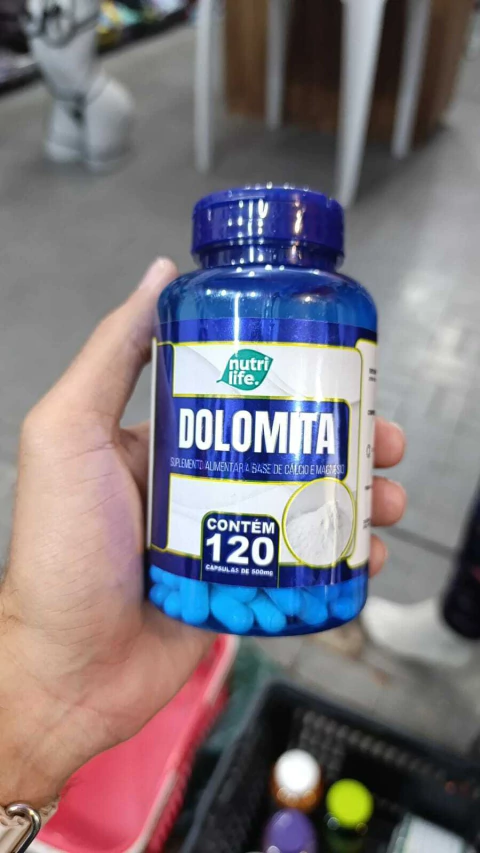 nutri
life.
DOLOMITA
SUPLEMENTO ALIMENTAR A BASE DE CÁLCIO E MAGNÉSIO
CONTÉM
120
CÁPSULAS DE 500mg